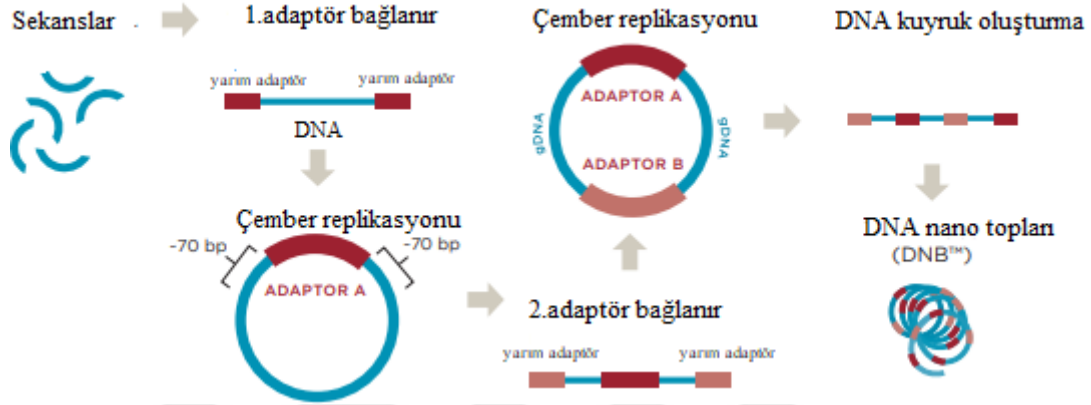 Sekanslar
1.adaptör bağlanır
yarım adaptör
yarım adaptör
DNA
Çember replikasyonu
-70 bp
-70 bp
ADAPTOR A
2.adaptör bağlanır
yarım adaptör
yarım adaptör
Çember replikasyonu
ADAPTOR A
gDNA
gDNA
ADAPTOR B
DNA kuyruk oluşturma
DNA nano topları
(DNB™)